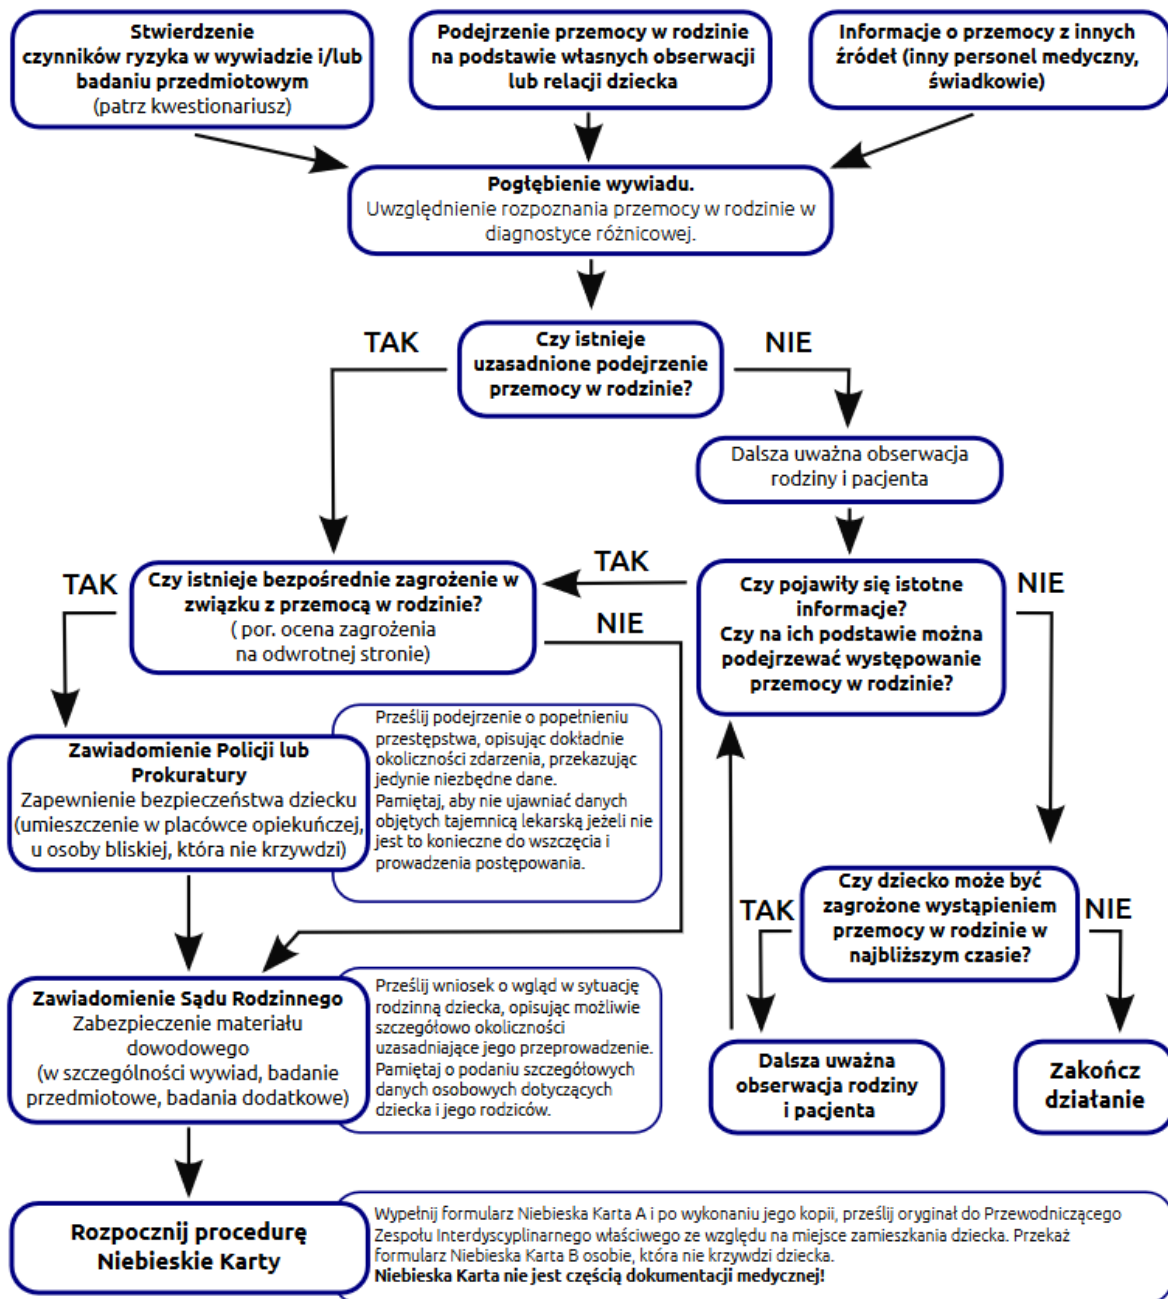 Stwierdzenie
czynników ryzyka w wywiadzie i/lub
badaniu przedmiotowym
(patrz kwestionariusz)
Podejrzenie przemocy w rodzinie
na podstawie własnych obserwacji
lub relacji dziecka
Informacje o przemocy z innych
źródeł (inny personel medyczny,
świadkowie)
Pogłębienie wywiadu.
Uwzględnienie rozpoznania przemocy w rodzinie w
diagnostyce różnicowej.
TAK
Czy istnieje
uzasadnione podejrzenie
przemocy w rodzinie?
NIE
Dalsza uważna obserwacja
rodziny i pacjenta
TAK
Czy istnieje bezpośrednie zagrożenie w
związku z przemocą w rodzinie?
( por. ocena zagrożenia
na odwrotnej stronie)
TAK
NIE
Czy pojawiły się istotne
informacje?
Czy na ich podstawie można
podejrzewać występowanie
przemocy w rodzinie?
NIE
Zawiadomienie Policji lub
Prokuratury
Zapewnienie bezpieczeństwa dziecku
(umieszczenie w placówce opiekuńczej,
u osoby bliskiej, która nie krzywdzi)
Prześlij podejrzenie o popełnieniu
przestępstwa, opisując dokładnie
okoliczności zdarzenia, przekazując
jedynie niezbędne dane.
Pamiętaj, aby nie ujawniać danych
objętych tajemnicą lekarską jeżeli nie
jest to konieczne do wszczęcia i
prowadzenia postępowania.
TAK
Czy dziecko może być
zagrożone wystąpieniem
przemocy w rodzinie w
najbliższym czasie?
NIE
Zawiadomienie Sądu Rodzinnego
Zabezpieczenie materiału
dowodowego
(w szczególności wywiad, badanie
przedmiotowe, badania dodatkowe)
Prześlij wniosek o wgląd w sytuację
rodzinną dziecka, opisując możliwie
szczegółowo okoliczności
uzasadniające jego przeprowadzenie.
Pamiętaj o podaniu szczegółowych
danych osobowych dotyczących
dziecka i jego rodziców.
Dalsza uważna
obserwacja rodziny
i pacjenta
Zakończ
działanie
Rozpocznij procedurę
Niebieskie Karty
Wypełnij formularz Niebieska Karta A i po wykonaniu jego kopii, prześlij oryginał do Przewodniczącego
Zespołu Interdyscyplinarnego właściwego ze względu na miejsce zamieszkania dziecka. Przekaż
formularz Niebieska Karta B osobie, która nie krzywdzi dziecka.
Niebieska Karta nie jest częścią dokumentacji medycznej!